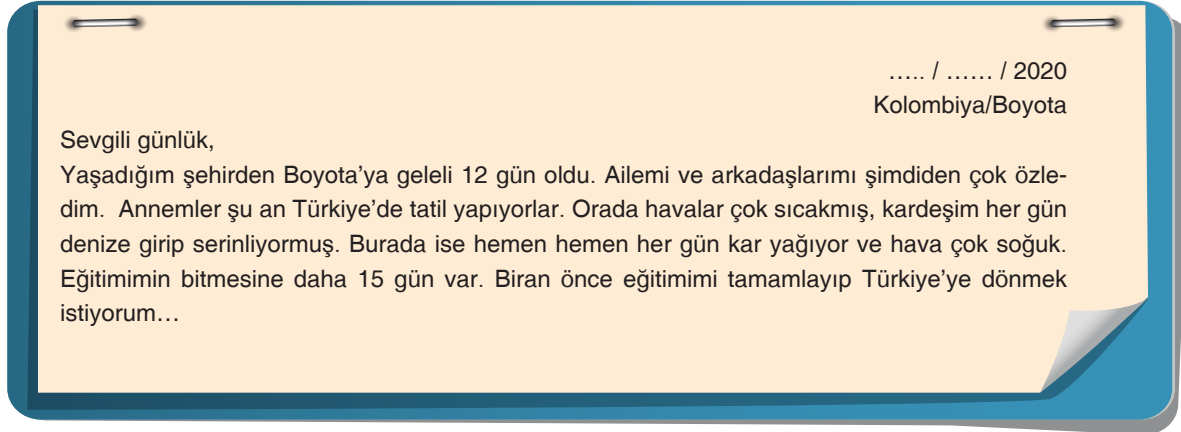 ….. / …… / 2020
Kolombiya/Boyota
Sevgili günlük,
Yaşadığım şehirden Boyota’ya geleli 12 gün oldu. Ailemi ve arkadaşlarımı şimdiden çok özle-
dim.  Annemler şu an Türkiye’de tatil yapıyorlar. Orada havalar çok sıcakmış, kardeşim her gün
denize girip serinliyormuş. Burada ise hemen hemen her gün kar yağıyor ve hava çok soğuk.
Eğitimimin bitmesine daha 15 gün var. Biran önce eğitimimi tamamlayıp Türkiye’ye dönmek
istiyorum…